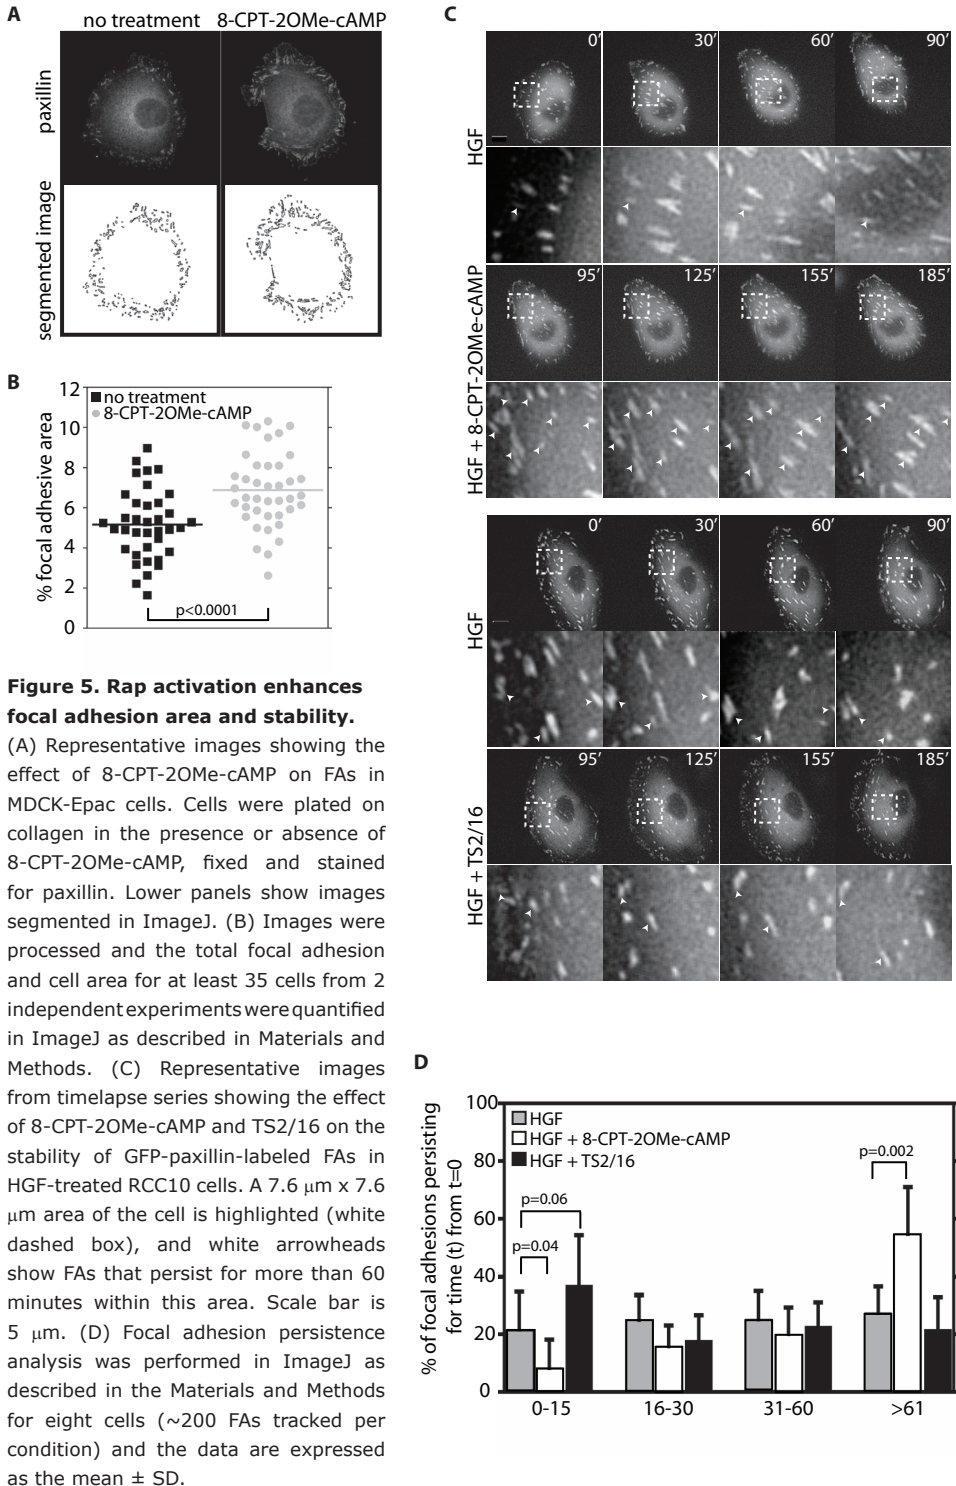 A
no treatment 8-CPT-2OMe-cAMP
paxillin
segmented image
B
12
10
8
6
4
2
0
% focal adhesive area
no treatment
8-CPT-2OMe-cAMP
p<0.0001
Figure 5. Rap activation enhances
focal adhesion area and stability.
(A) Representative images showing the
effect of 8-CPT-2OMe-cAMP on FAs in
MDCK-Epac cells. Cells were plated on
collagen in the presence or absence of
8-CPT-2OMe-cAMP, fixed and stained
for paxillin. Lower panels show images
segmented in ImageJ. (B) Images were
processed and the total focal adhesion
and cell area for at least 35 cells from 2
independent experiments were quantified
in ImageJ as described in Materials and
Methods. (C) Representative images
from timelapse series showing the effect
of 8-CPT-2OMe-cAMP and TS2/16 on the
stability of GFP-paxillin-labeled FAs in
HGF-treated RCC10 cells. A 7.6 μm x 7.6
μm area of the cell is highlighted (white
dashed box), and white arrowheads
show FAs that persist for more than 60
minutes within this area. Scale bar is
5 μm. (D) Focal adhesion persistence
analysis was performed in ImageJ as
described in the Materials and Methods
for eight cells (~200 FAs tracked per
condition) and the data are expressed
as the mean ± SD.
C
0′ 30′ 60′ 90′
HGF
95′ 125′ 155′ 185′
HGF + 8-CPT-2OMe-cAMP
0′ 30′ 60′ 90′
HGF
95′ 125′ 155′ 185′
HGF + TS2/16
D
% of focal adhesions persisting
for time (t) from t=0
100
80
60
40
20
0
HGF
HGF + 8-CPT-2OMe-cAMP
HGF + TS2/16
p=0.002
p=0.06
p=0.04
0-15 16-30 31-60 >61